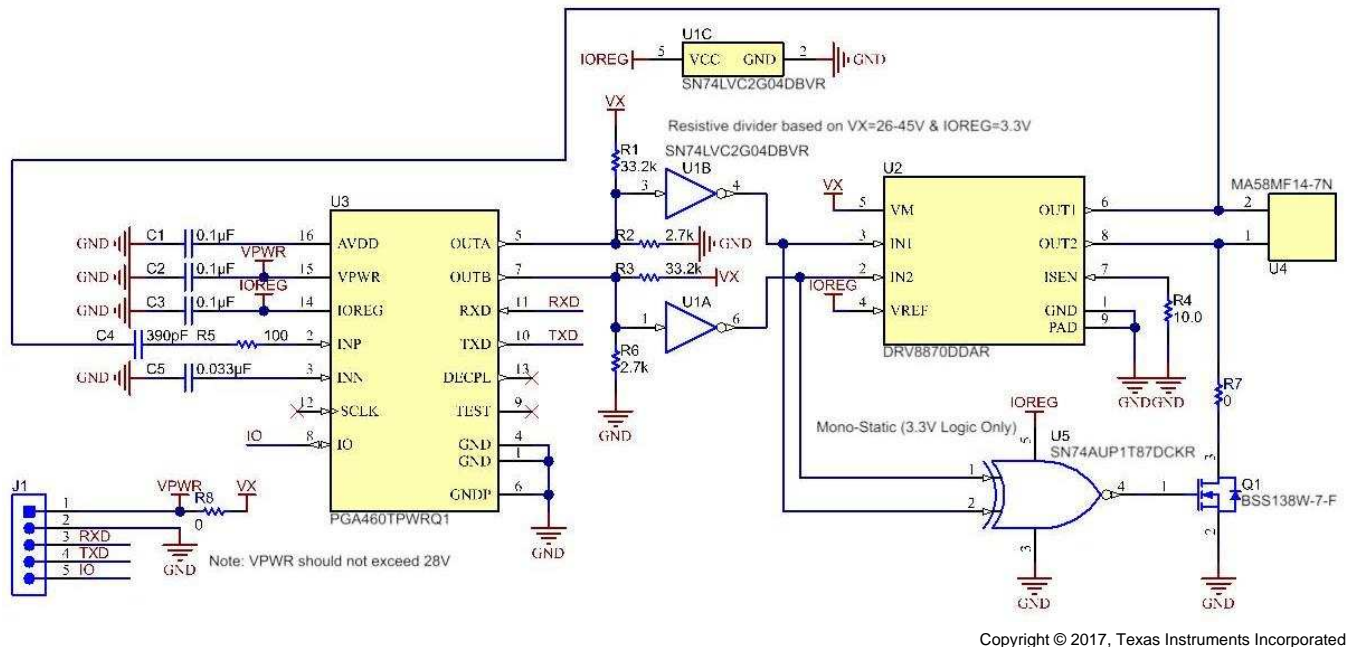 U1C
IOREG 5 VCC GND 2 GND
SN74LVC2G04DBVR
VX
Resistive divider based on VX=26-45V & IOREG=3.3V
SN74LVC2G04DBVR
R1
33.2k
U1B
3 4
U2
VX 5 VM OUT1 6
3 IN1 OUT2 8
2 IN2 ISEN 7
IOREG 4 VREF GND 1
PAD 9
DRV8870DDAR
R4
10.0
GND GND
MA58MF14-7N
2
1
U4
U3
GND C1 0.1µF 16 AVDD OUTA 5
VPWR
GND C2 0.1µF 15 VPWR OUTB 7
IOREG
GND C3 0.1µF 14 IOREG RXD 11 RXD
C4 390pF R5 100 2 INP TXD 10 TXD
GND C5 0.033µF 3 INN DECPL 13
12 SCLK TEST 9
IO 8 IO GND 4
GND 1
GNDP 6
PGA460TPWRQ1
GND
R2 2.7k GND
R3 33.2k VX
U1A
1 6
R6
2.7k
GND
R7
0
IOREG
Mono-Static (3.3V Logic Only)
5 U5
SN74AUP1T87DCKR
1
2
4
3
GND
3
1 Q1
BSS138W-7-F
2
GND
J1
VPWR R8 VX
1
0
2
3 RXD
4 TXD
5 IO
GND
Note: VPWR should not exceed 28V
Copyright © 2017, Texas Instruments Incorporated